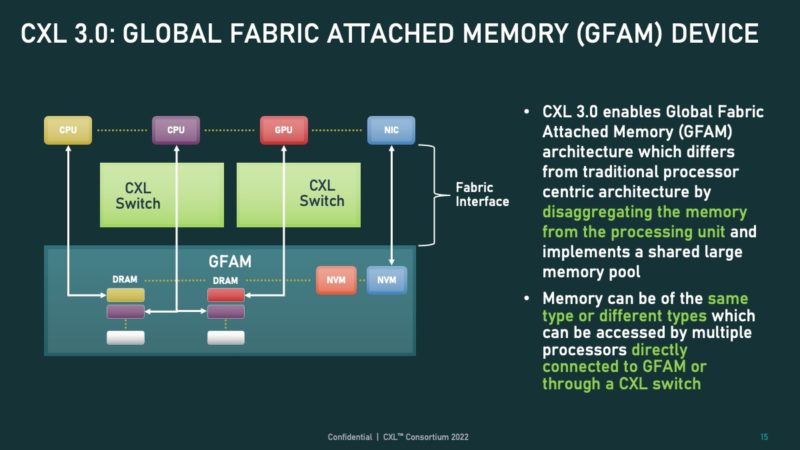 CXL 3.0: GLOBAL FABRIC ATTACHED MEMORY (GFAM) DEVICE
CPU
CPU
GPU
NIC
CXL
Switch
CXL
Switch
Fabric
Interface
GFAM
DRAM
DRAM
NVM
NVM
• CXL 3.0 enables Global Fabric
Attached Memory (GFAM)
architecture which differs
from traditional processor
centric architecture by
disaggregating the memory
from the processing unit and
implements a shared large
memory pool
• Memory can be of the same
type or different types which
can be accessed by multiple
processors directly
connected to GFAM or
through a CXL switch
Confidential | CXL™ Consortium 2022
15